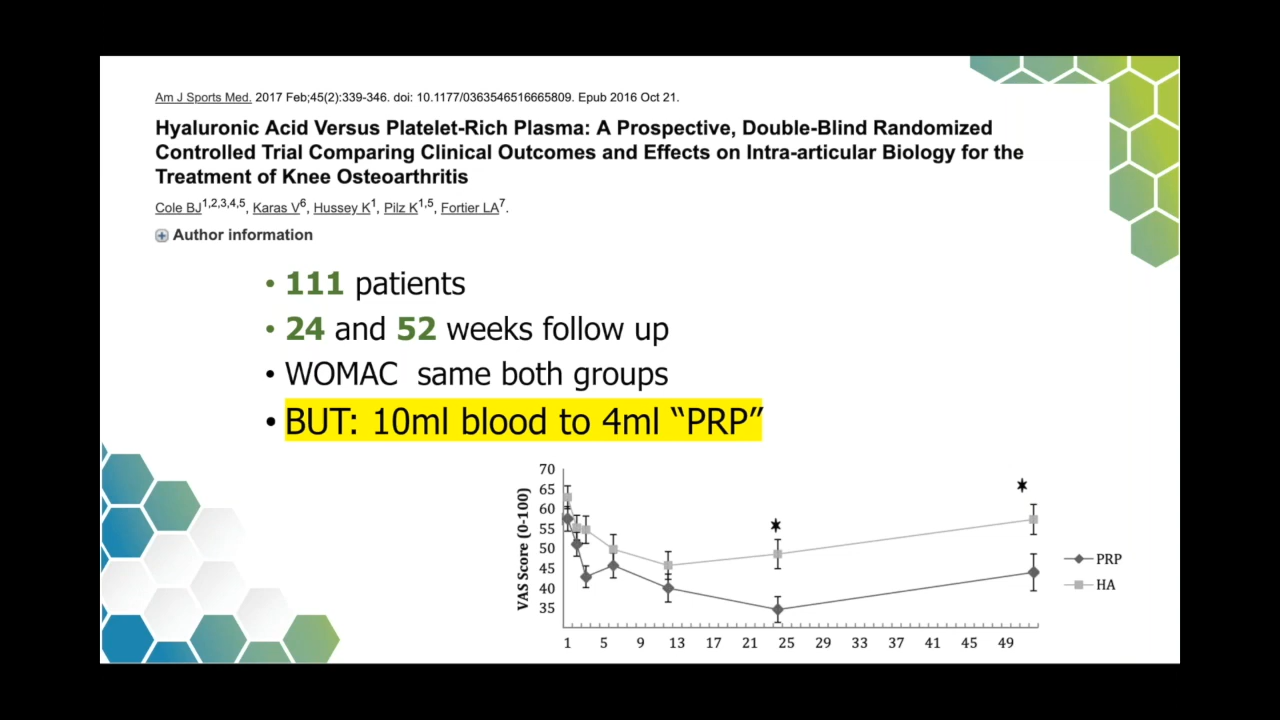 Am J Sports Med. 2017 Feb;45(2):339-346. doi: 10.1177/0363546516665809. Epub 2016 Oct 21.
Hyaluronic Acid Versus Platelet-Rich Plasma: A Prospective, Double-Blind Randomized
Controlled Trial Comparing Clinical Outcomes and Effects on Intra-articular Biology for the
Treatment of Knee Osteoarthritis
Cole BJ1,2,3,4,5, Karas V6, Hussey K1, Pilz K1,5, Fortier LA7.
Author information
• 111 patients
• 24 and 52 weeks follow up
• WOMAC same both groups
• BUT: 10ml blood to 4ml “PRP”
VAS Score (0-100)
70
65
60
55
50
45
40
35
1 5 9 13 17 21 25 29 33 37 41 45 49
PRP
HA